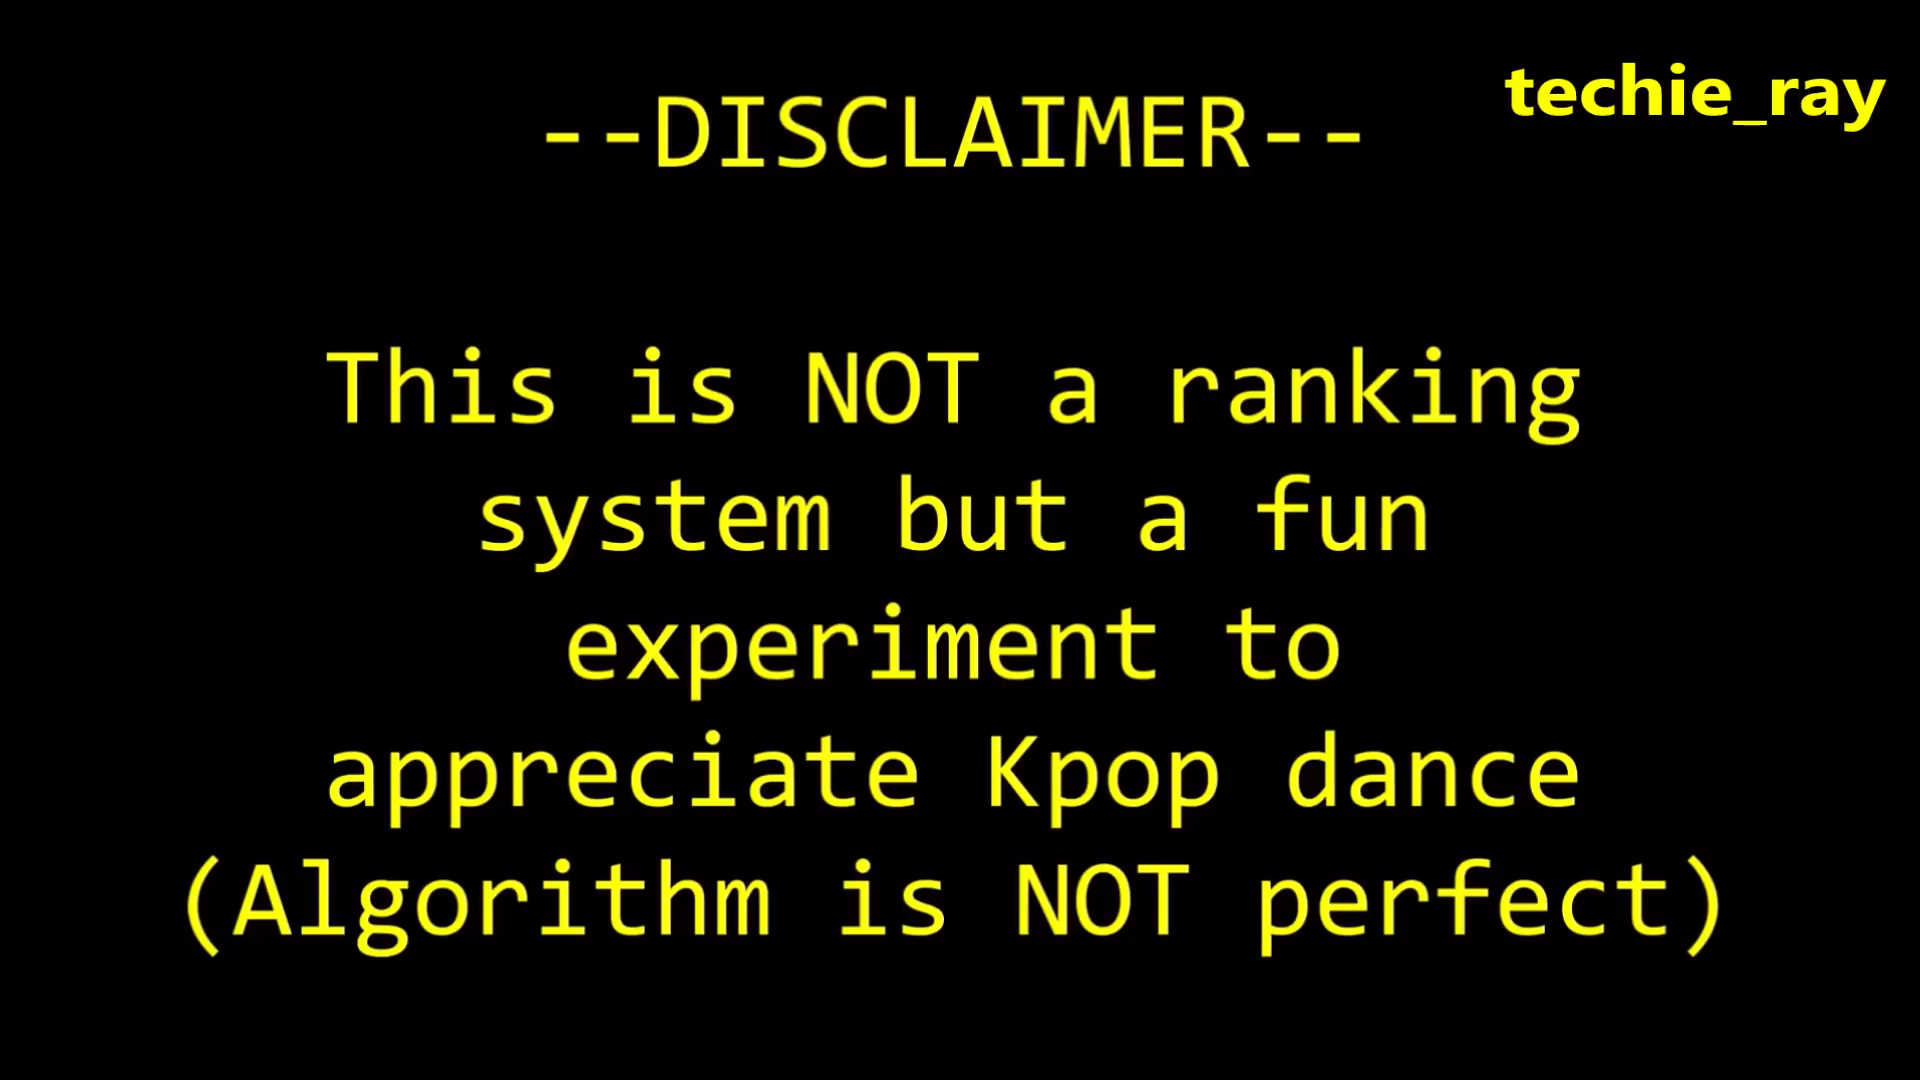 techie_ray
--DISCLAIMER--
This is NOT a ranking
system but a fun
experiment to
appreciate Kpop dance
(Algorithm is NOT perfect)